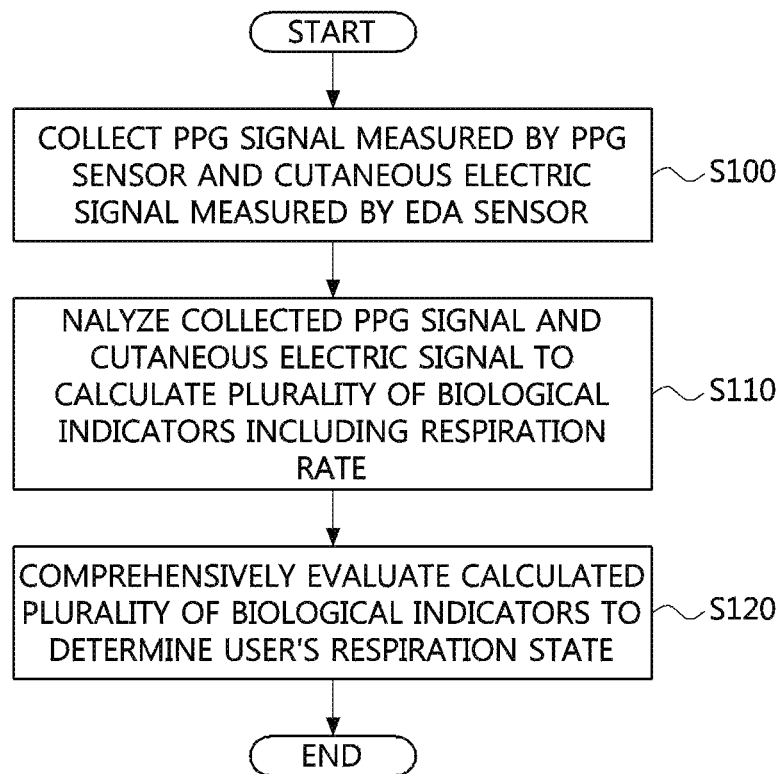 START
COLLECT PPG SIGNAL MEASURED BY PPG
SENSOR AND CUTANEOUS ELECTRIC
SIGNAL MEASURED BY EDA SENSOR
S100
NALYZE COLLECTED PPG SIGNAL AND
CUTANEOUS ELECTRIC SIGNAL TO
CALCULATE PLURALITY OF BIOLOGICAL
INDICATORS INCLUDING RESPIRATION
RATE
S110
COMPREHENSIVELY EVALUATE CALCULATED
PLURALITY OF BIOLOGICAL INDICATORS TO
DETERMINE USER'S RESPIRATION STATE
S120
END